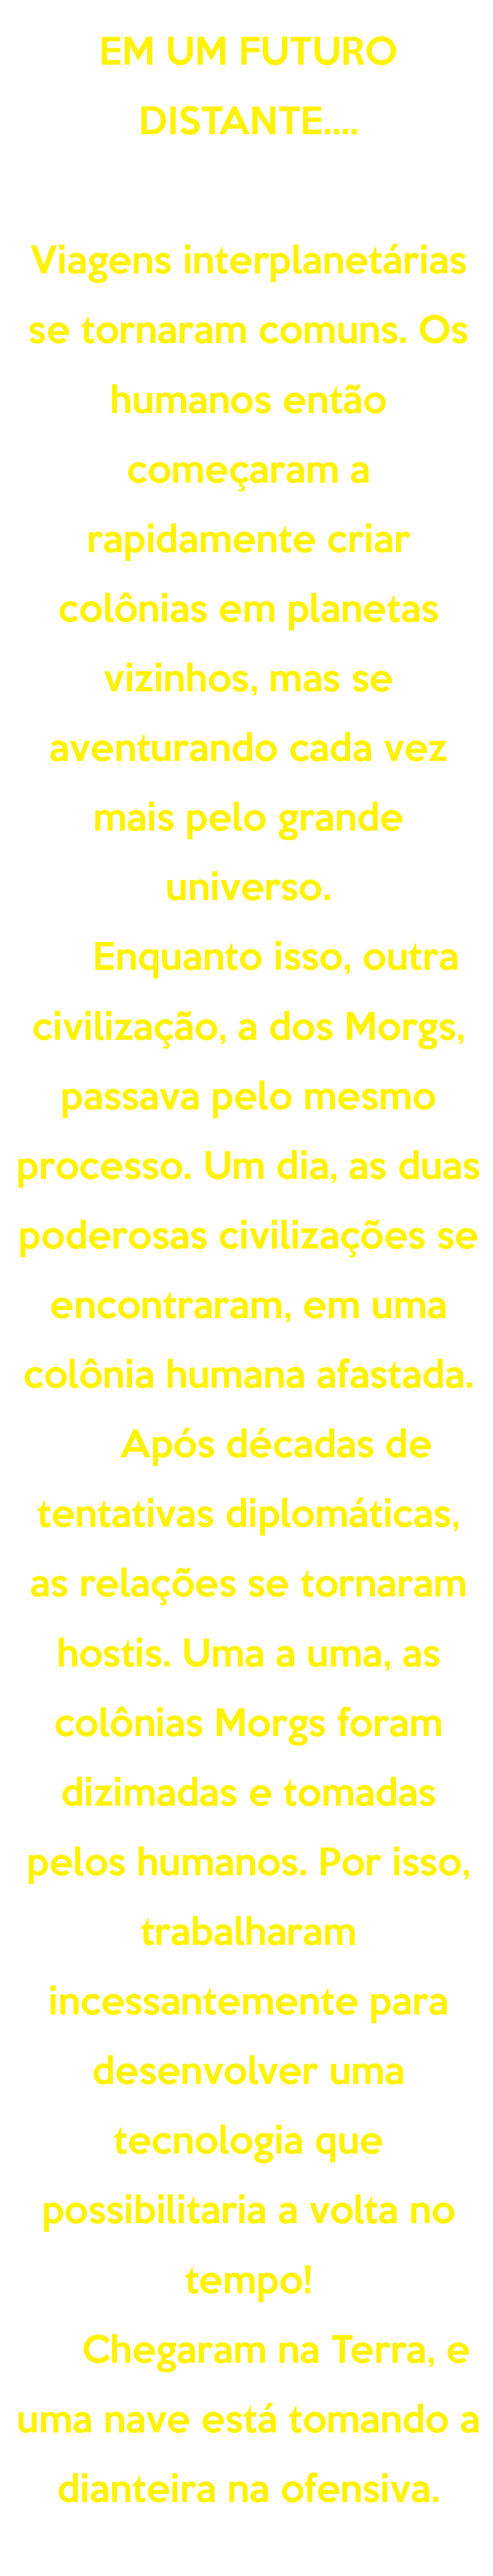 EM UM FUTURO
DISTANTE....
Viagens interplanetárias
se tornaram comuns. Os
humanos então
começaram a
rapidamente criar
colônias em planetas
vizinhos, mas se
aventurando cada vez
mais pelo grande
universo.
Enquanto isso, outra
civilização, a dos Morgs,
passava pelo mesmo
processo. Um dia, as duas
poderosas civilizações se
encontraram, em uma
colônia humana afastada.
Após décadas de
tentativas diplomáticas,
as relações se tornaram
hostis. Uma a uma, as
colônias Morgs foram
dizimadas e tomadas
pelos humanos. Por isso,
trabalharam
incessantemente para
desenvolver uma
tecnologia que
possibilitaria a volta no
tempo!
Chegaram na Terra, e
uma nave está tomando a
dianteira na ofensiva.